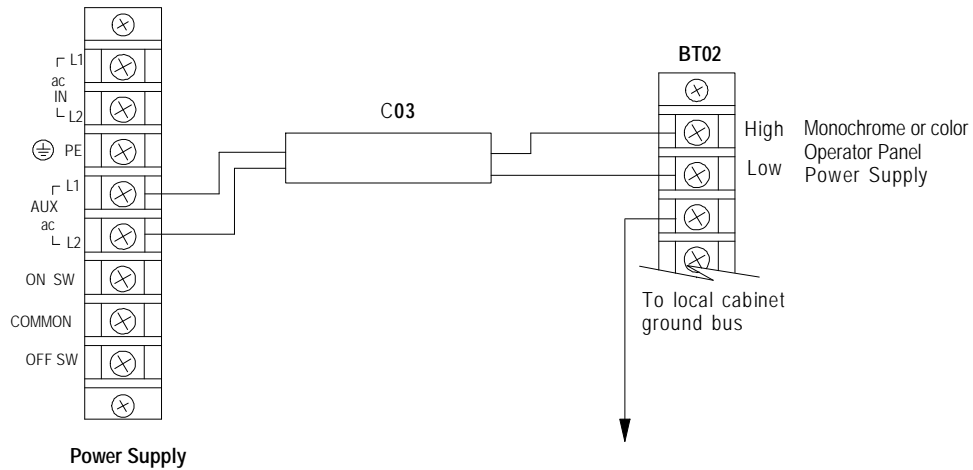 BT02
L1
ac
IN
L2
C03
High
Low
Monochrome or color
Operator Panel
Power Supply
PE
L1
AUX
ac
L2
ON SW
COMMON
OFF SW
To local cabinet
ground bus
Power Supply